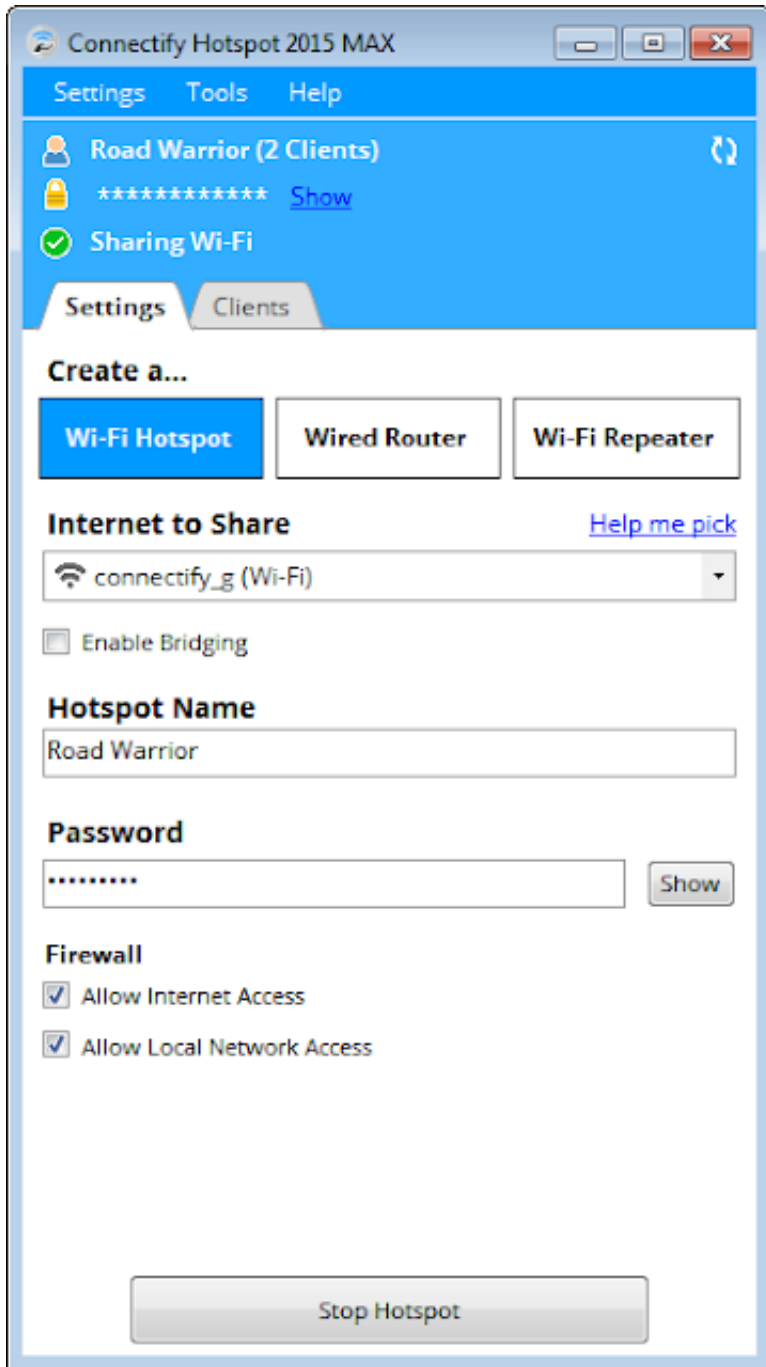 Connectify Hotspot 2015 MAX
Settings Tools Help
Road Warrior (2 Clients)
************ Show
Sharing Wi-Fi
Settings Clients
Create a...
Wi-Fi Hotspot Wired Router Wi-Fi Repeater
Internet to Share Help me pick
connectify_g (Wi-Fi)
Enable Bridging
Hotspot Name
Road Warrior
Password
••••••••• Show
Firewall
Allow Internet Access
Allow Local Network Access
Stop Hotspot